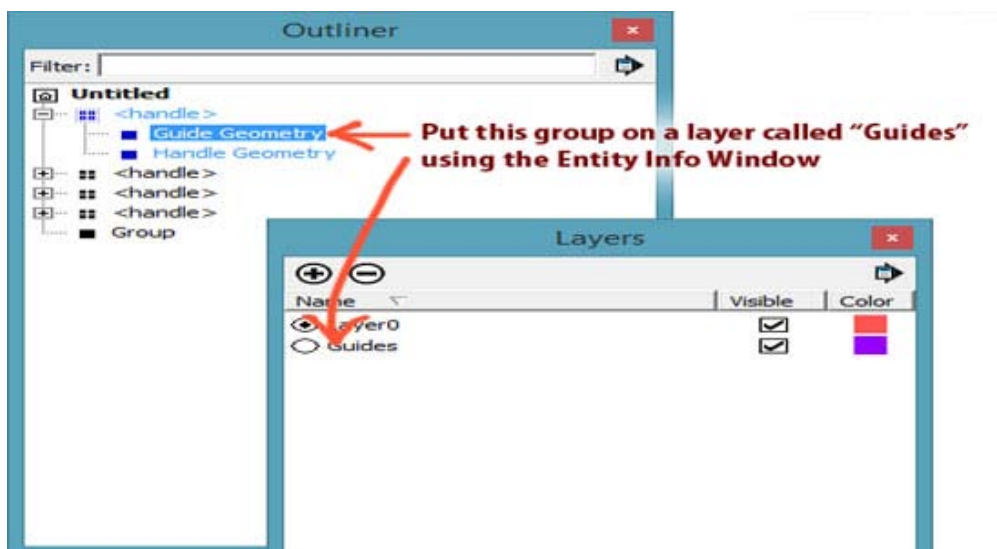 Outliner
Filter:
Untitled
<handle>
Guide Geometry
Handle Geometry
<handle>
<handle>
<handle>
Group
Put this group on a layer called “Guides”
using the Entity Info Window
Layers
Name Visible Color
Layer0
Guides